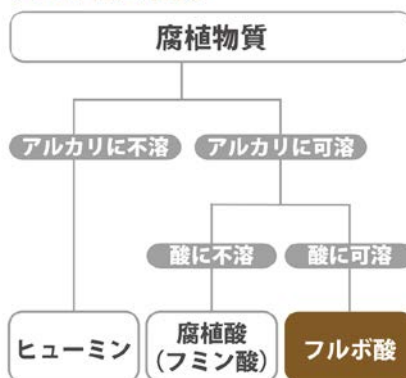 腐植物質
アルカリに不溶
アルカリに可溶
酸に不溶
酸に可溶
ヒューミン
腐植酸
(フミン酸)
フルボ酸